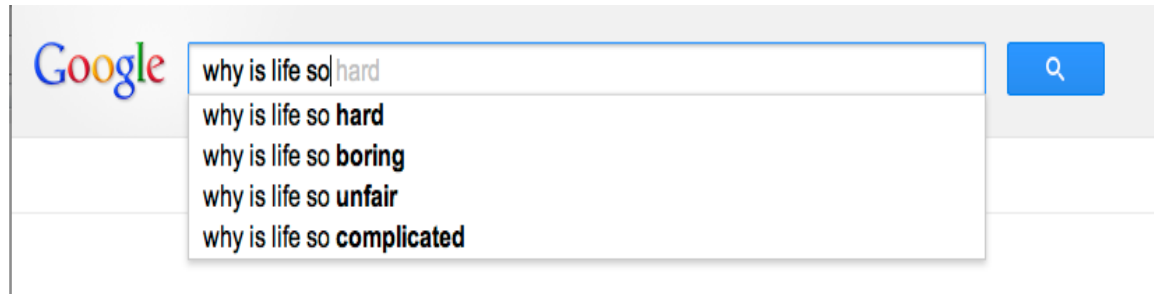 Google why is life so hard
why is life so hard
why is life so boring
why is life so unfair
why is life so complicated